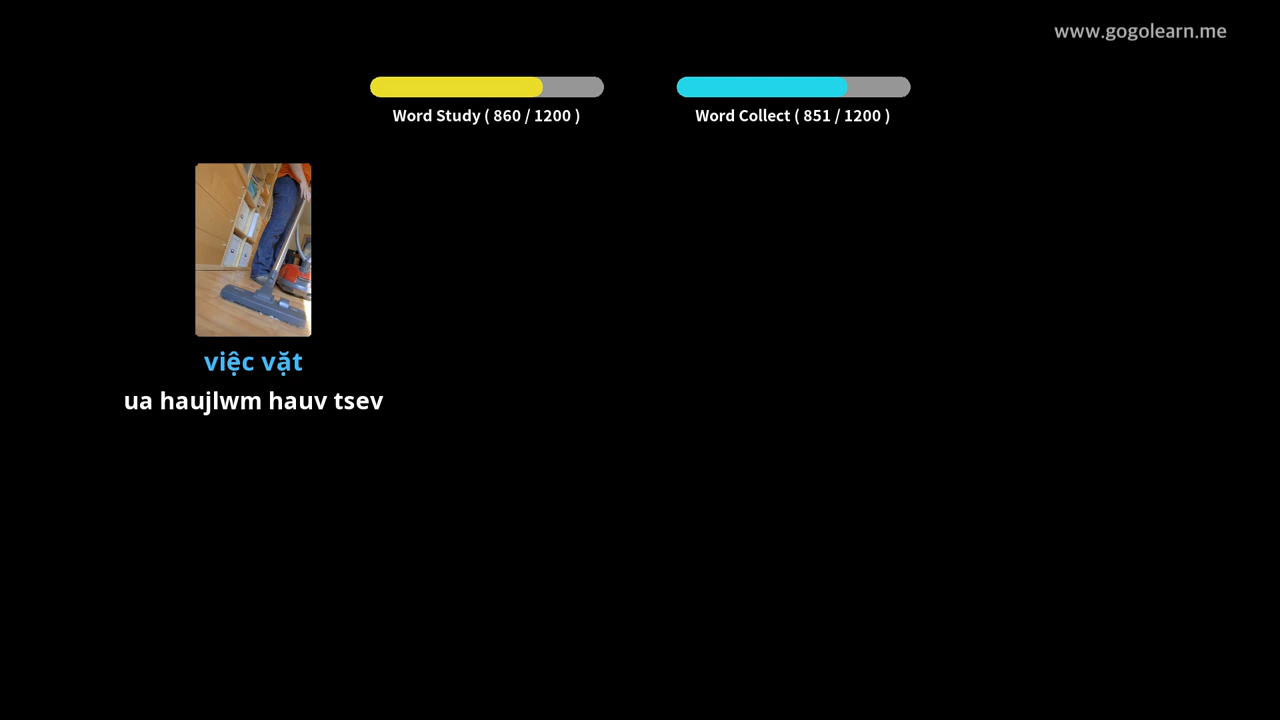 www.gogolearn.me
Word Study ( 860 / 1200 )
Word Collect ( 851 / 1200 )
việc vặt
ua haujlwm hauv tsev